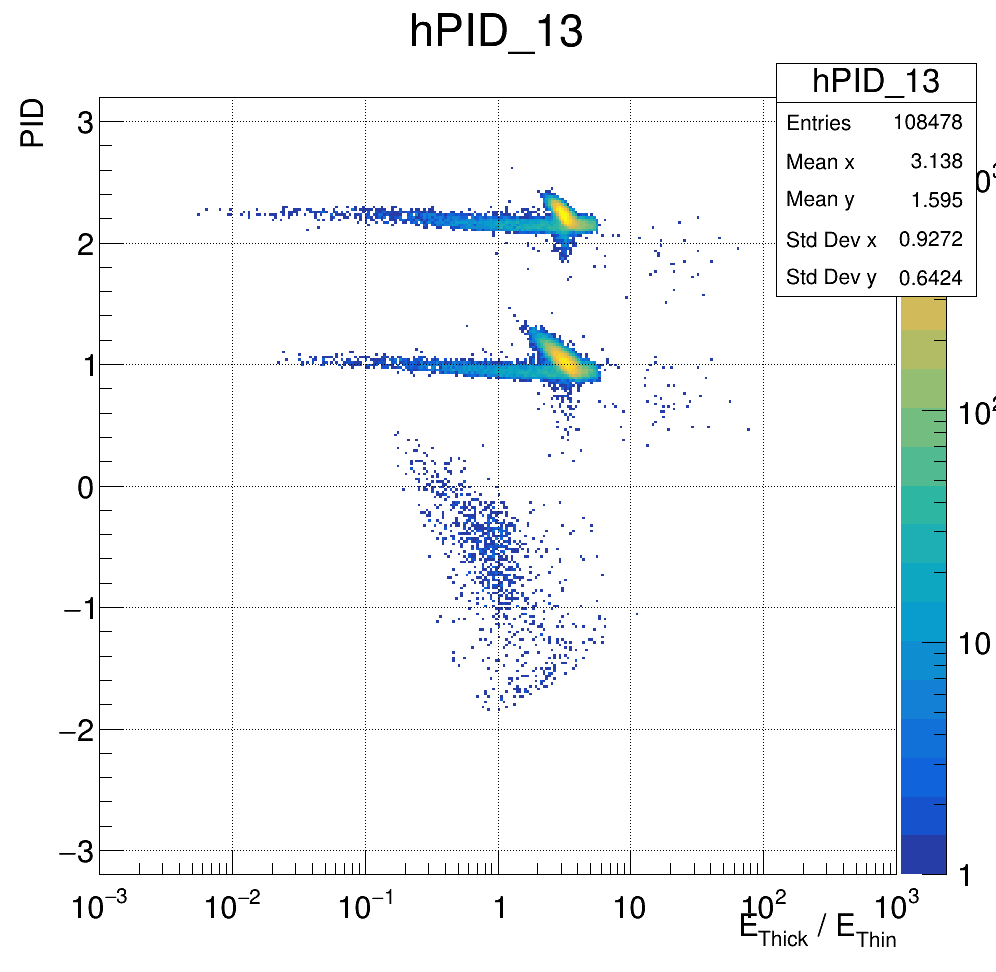 hPID_13
hPID_13
Entries 108478
Mean x 3.138
Mean y 1.595
Std Dev x 0.9272
Std Dev y 0.6424
PID
3
2
1
0
−1
−2
−3
10⁻³ 10⁻² 10⁻¹ 1 10 10² 10³
E_Thick / E_Thin
10²
10
1